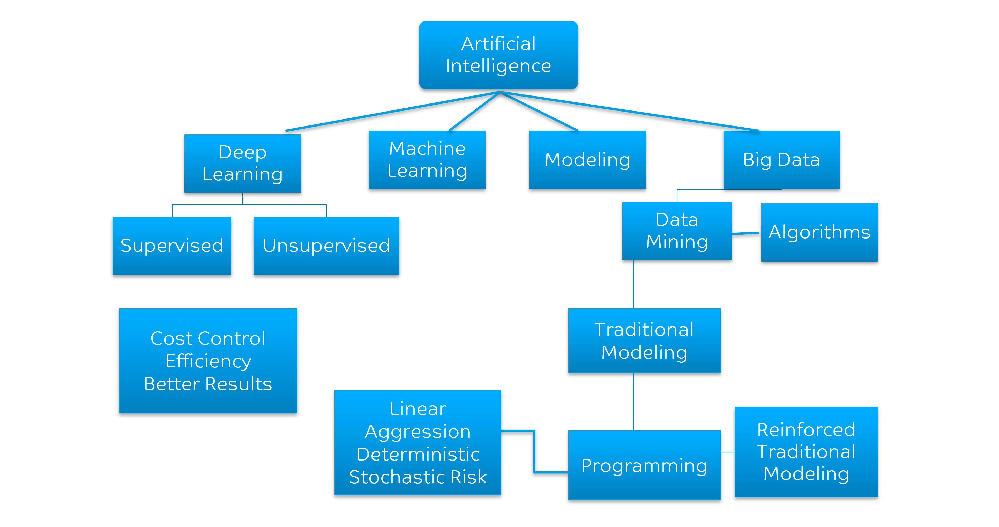 Artificial
Intelligence
Deep
Learning
Machine
Learning
Modeling
Big Data
Supervised
Unsupervised
Data
Mining
Algorithms
Cost Control
Efficiency
Better Results
Traditional
Modeling
Linear
Aggression
Deterministic
Stochastic Risk
Programming
Reinforced
Traditional
Modeling